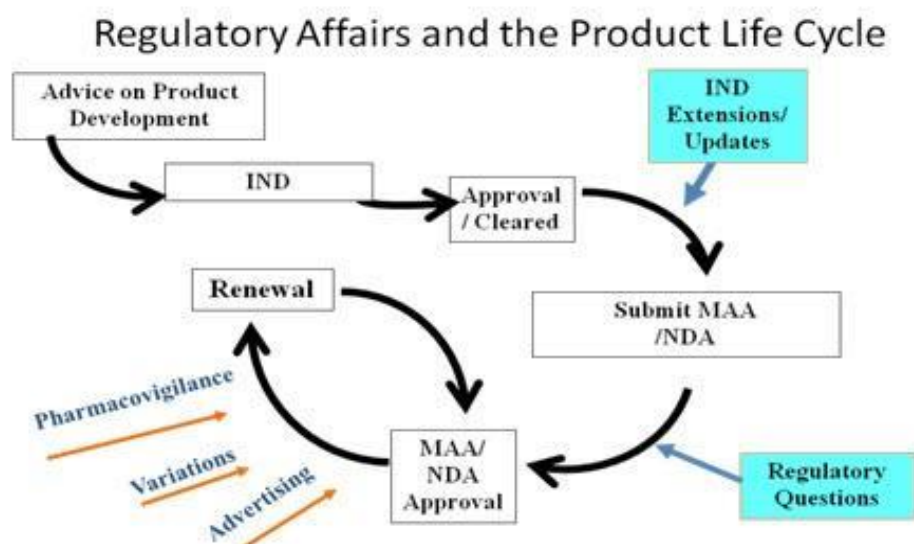 Regulatory Affairs and the Product Life Cycle
Advice on Product
Development
IND
Extensions/
Updates
IND
Approval
/ Cleared
Renewal
Submit MAA
/NDA
Pharmacovigilance
Variations
Advertising
MAA/
NDA
Approval
Regulatory
Questions